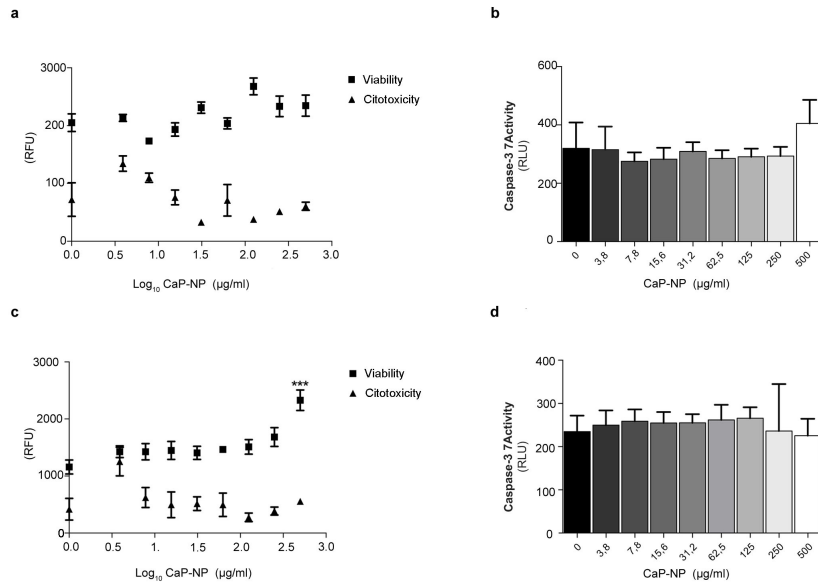 a
3000
200
100
0
(RFU)
0.0 0.5 1.0 1.5 2.0 2.5 3.0
Log10 CaP-NP (µg/ml)
Viability
Citotoxicity
b
600
400
200
0
Caspase-3 7Activity
(RLU)
0 3,8 7,8 15,6 31,2 62,5 125 250 500
CaP-NP (µg/ml)
c
3000
2000
1000
0
(RFU)
***
0.0 0.5 1. 1.5 2.0 2.5 3.0
Log10 CaP-NP (µg/ml)
Viability
Citotoxicity
d
400
300
200
100
0
Caspase-3 7Activity
(RLU)
0 3,8 7,8 15,6 31,2 62,5 125 250 500
CaP-NP (µg/ml)